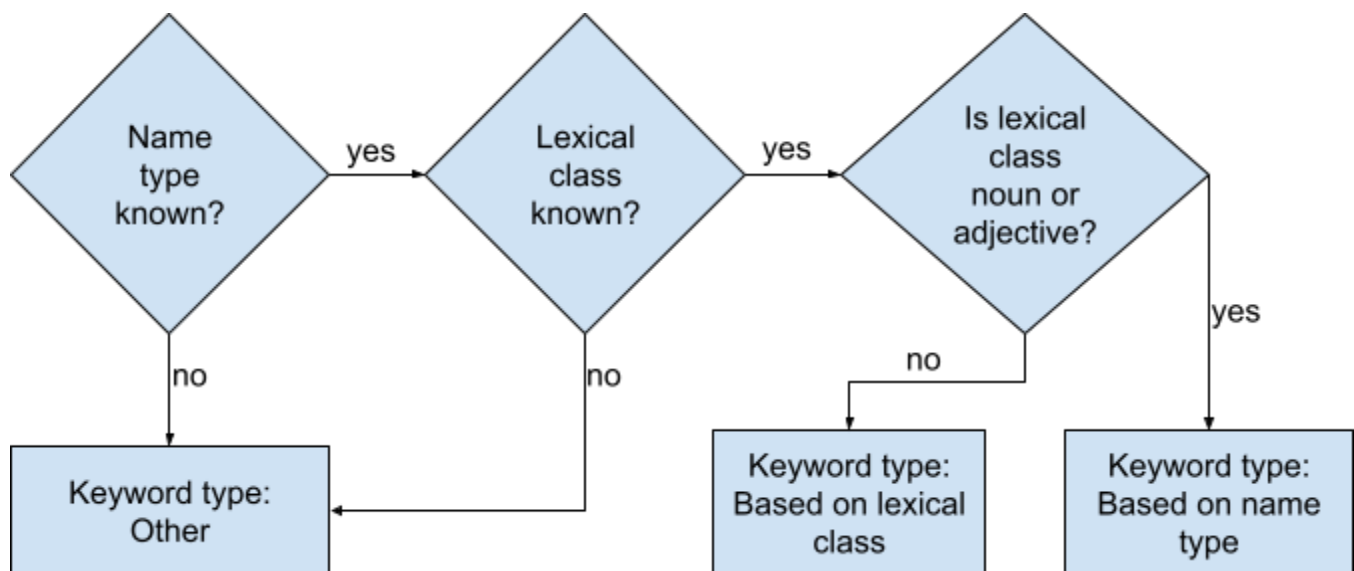 Name
type
known?
yes
Lexical
class
known?
yes
Is lexical
class
noun or
adjective?
no
no
no
yes
Keyword type:
Other
Keyword type:
Based on lexical
class
Keyword type:
Based on name
type